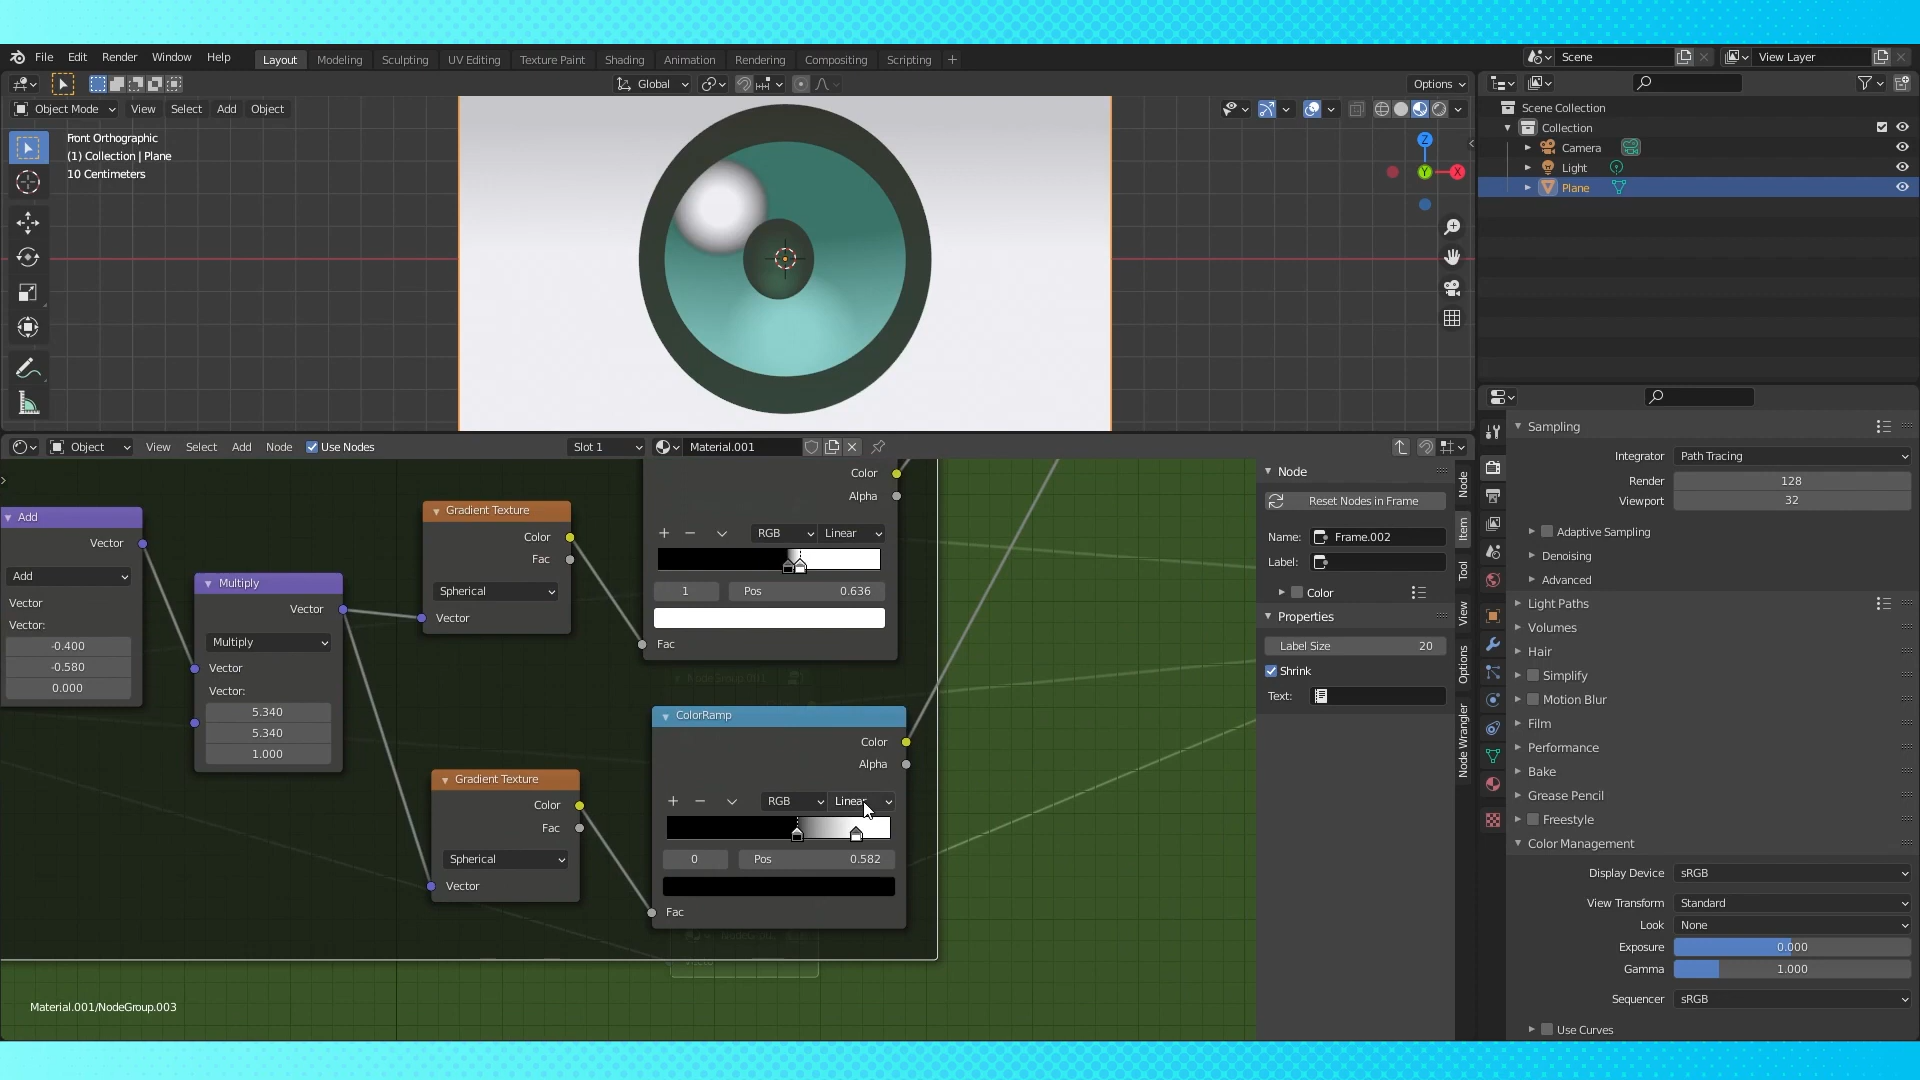 File Edit Render Window Help Layout Modeling Sculpting UV Editing Texture Paint Shading Animation Rendering Compositing Scripting + Scene View Layer
Global Options
Object Mode View Select Add Object
Front Orthographic
(1) Collection | Plane
10 Centimeters
Z
Y
X
Scene Collection
Collection
Camera
Light
Plane
Object View Select Add Node Use Nodes Slot 1 Material.001
Add
Vector
Add
Vector
Vector:
-0.400
-0.580
0.000
Multiply
Vector
Multiply
Vector
Vector:
5.340
5.340
1.000
Gradient Texture
Color
Fac
Spherical
Vector
Color
Alpha
RGB Linear
1 Pos 0.636
Fac
NodeGroup.001
Gradient Texture
Color
Fac
Spherical
Vector
ColorRamp
Color
Alpha
RGB Linear
0 Pos 0.582
Fac
Material.001/NodeGroup.003
Node
Reset Nodes in Frame
Name: Frame.002
Label:
Color
Properties
Label Size 20
Shrink
Text:
Node
Item
Tool
View
Options
Node Wrangler
Sampling
Integrator Path Tracing
Render 128
Viewport 32
Adaptive Sampling
Denoising
Advanced
Light Paths
Volumes
Hair
Simplify
Motion Blur
Film
Performance
Bake
Grease Pencil
Freestyle
Color Management
Display Device sRGB
View Transform Standard
Look None
Exposure 0.000
Gamma 1.000
Sequencer sRGB
Use Curves